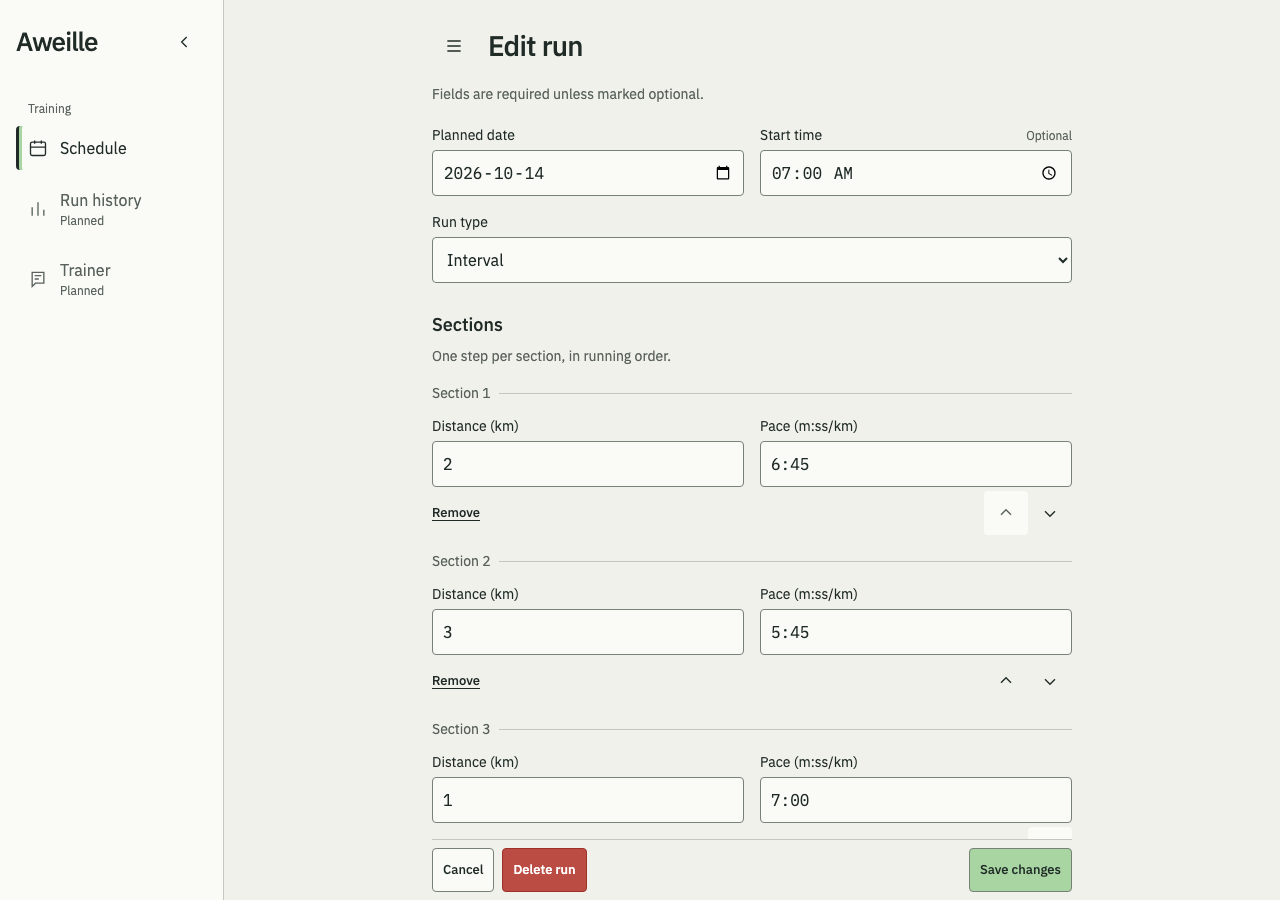 Aweille
Training
Schedule
Run history
Planned
Trainer
Planned
Edit run
Fields are required unless marked optional.
Planned date
Start time Optional
2026-10-14
07:00 AM
Run type
Interval
Sections
One step per section, in running order.
Section 1
Distance (km) Pace (m:ss/km)
2 6:45
Remove
Section 2
Distance (km) Pace (m:ss/km)
3 5:45
Remove
Section 3
Distance (km) Pace (m:ss/km)
1 7:00
Cancel Delete run Save changes